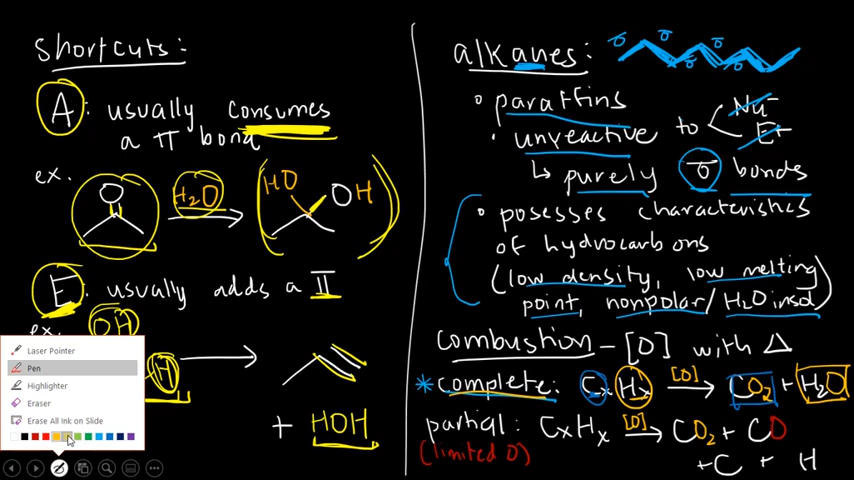 shortcuts:
A: usually consumes
a π bond
ex.
O
H2O
HO OH
E: usually adds a π
ex.
OH
H
+ HOH
Laser Pointer
Pen
Highlighter
Eraser
Erase All Ink on Slide
alkanes:
σ σ σ σ σ
• paraffins
• unreactive to Nu-
E+
↳ purely σ bonds
• posesses characteristics
of hydrocarbons
(low density, low melting
point, nonpolar/H2O insol)
Combustion - [O] with Δ
* complete: CxHx [O] → CO2 + H2O
partial: CxHx [O] → CO2 + CO
(limited O) + C + H